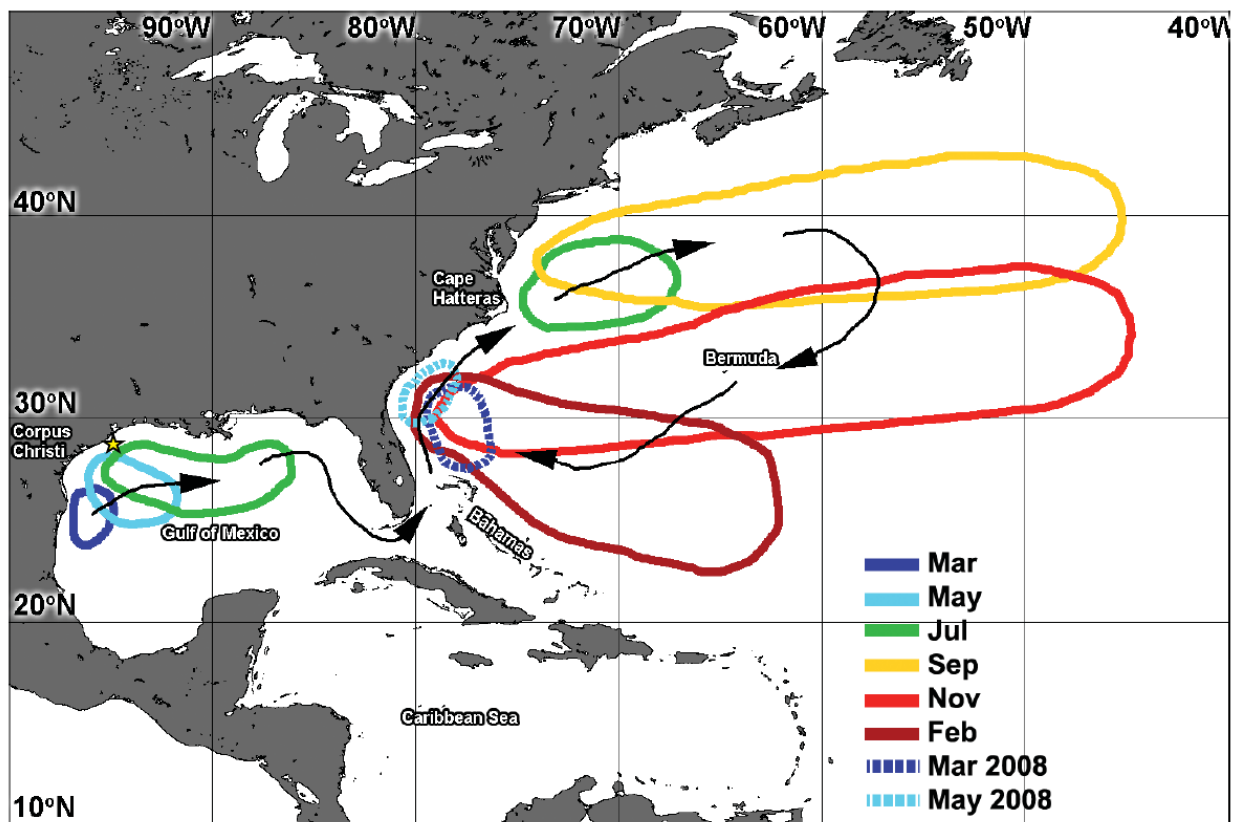 90°W
80°W
70°W
60°W
50°W
40°W
40°N
Cape
Hatteras
Bermuda
30°N
Corpus
Christi
Gulf of Mexico
Bahamas
20°N
Caribbean Sea
10°N
Mar
May
Jul
Sep
Nov
Feb
Mar 2008
May 2008